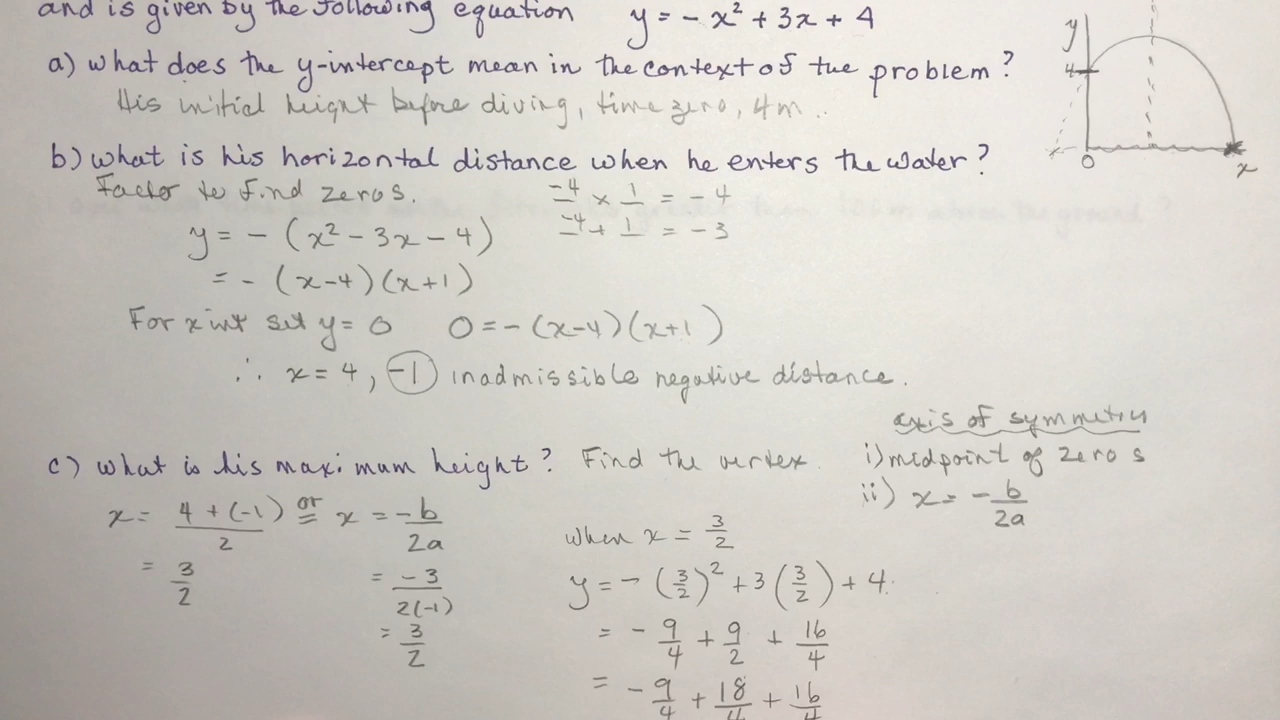 and is given by the following equation y = - x² + 3x + 4
a) what does the y-intercept mean in the context of the problem?
His initial height before diving, time zero, 4m..
y
4
0
x
b) what is his horizontal distance when he enters the water?
Factor to find zeros.
-4 × 1 = -4
-4 + 1 = -3
y = - (x² - 3x - 4)
= - (x-4)(x+1)
For x int set y = 0 0 = - (x-4)(x+1)
∴ x = 4, -1 inadmissible negative distance.
c) what is his maximum height? Find the vertex.
axis of symmetry
i) midpoint of zeros
ii) x = - b/2a
x = 4 + (-1)/2 or x = -b/2a
= 3/2
= -3/2(-1)
= 3/2
when x = 3/2
y = - (3/2)² + 3(3/2) + 4.
= - 9/4 + 9/2 + 16/4
= - 9/4 + 18/4 + 16/4